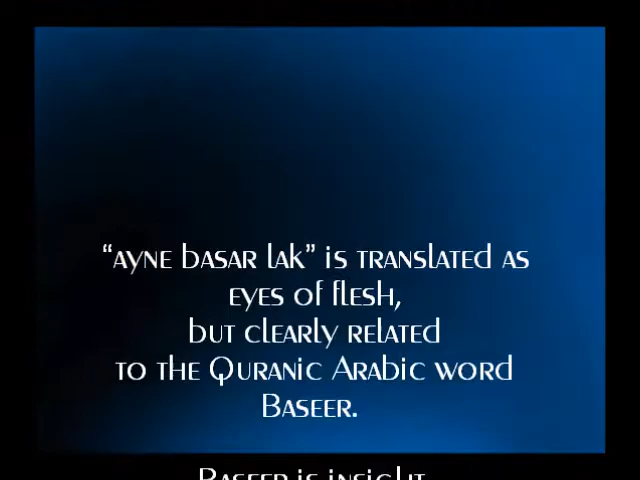 “ayne basar lak” is translated as
eyes of flesh,
but clearly related
to the Quranic Arabic word
Baseer.
Baseer is insight